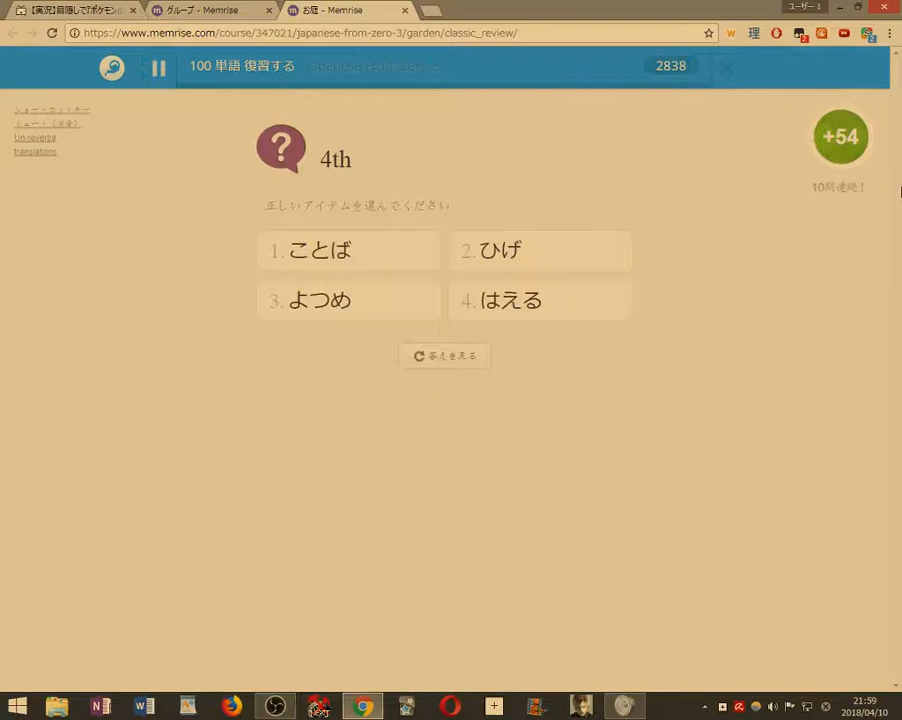 【実況】目隠しで7ポケモン
グループ - Memrise
お庭 - Memrise
ユーザー 1
https://www.memrise.com/course/347021/japanese-from-zero-3/garden/classic_review/
100 単語 復習する
2838
Un-reverse
translations
+54
10問連続！
4th
正しいアイテムを選んでください
1. ことば
2. ひげ
3. よつめ
4. はえる
答えを見る
21:59
2018/04/10